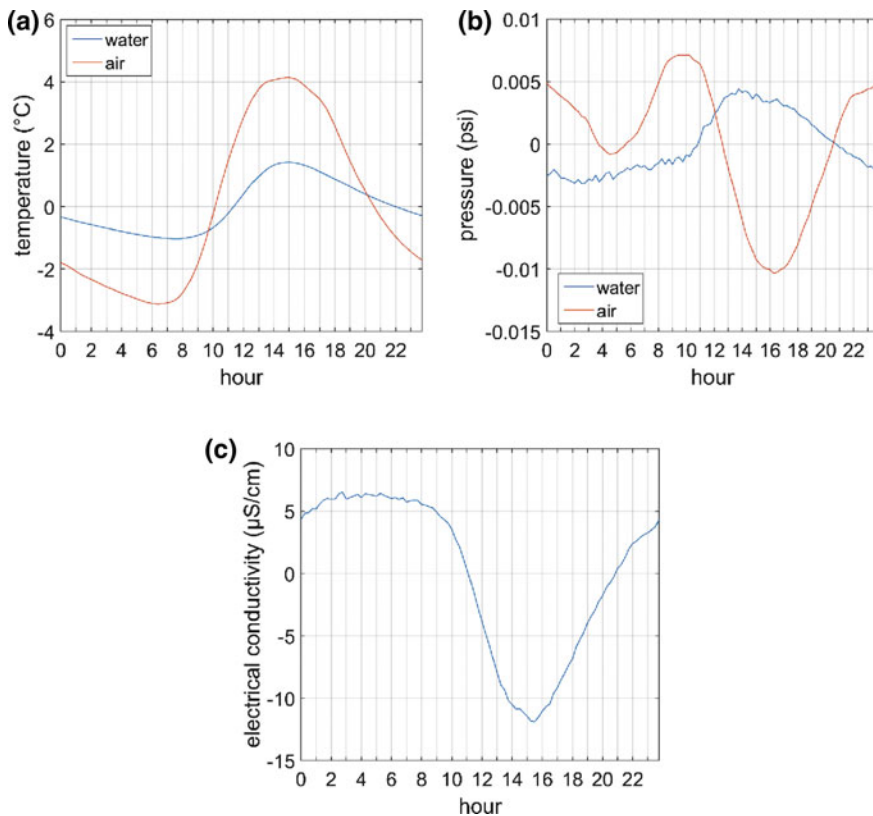 (a)
temperature (°C)
6
4
2
0
-2
-4
water
air
0 2 4 6 8 10 12 14 16 18 20 22
hour
(b)
pressure (psi)
0.01
0.005
0
-0.005
-0.01
-0.015
water
air
0 2 4 6 8 10 12 14 16 18 20 22
hour
(c)
electrical conductivity (µS/cm)
10
5
0
-5
-10
-15
0 2 4 6 8 10 12 14 16 18 20 22
hour